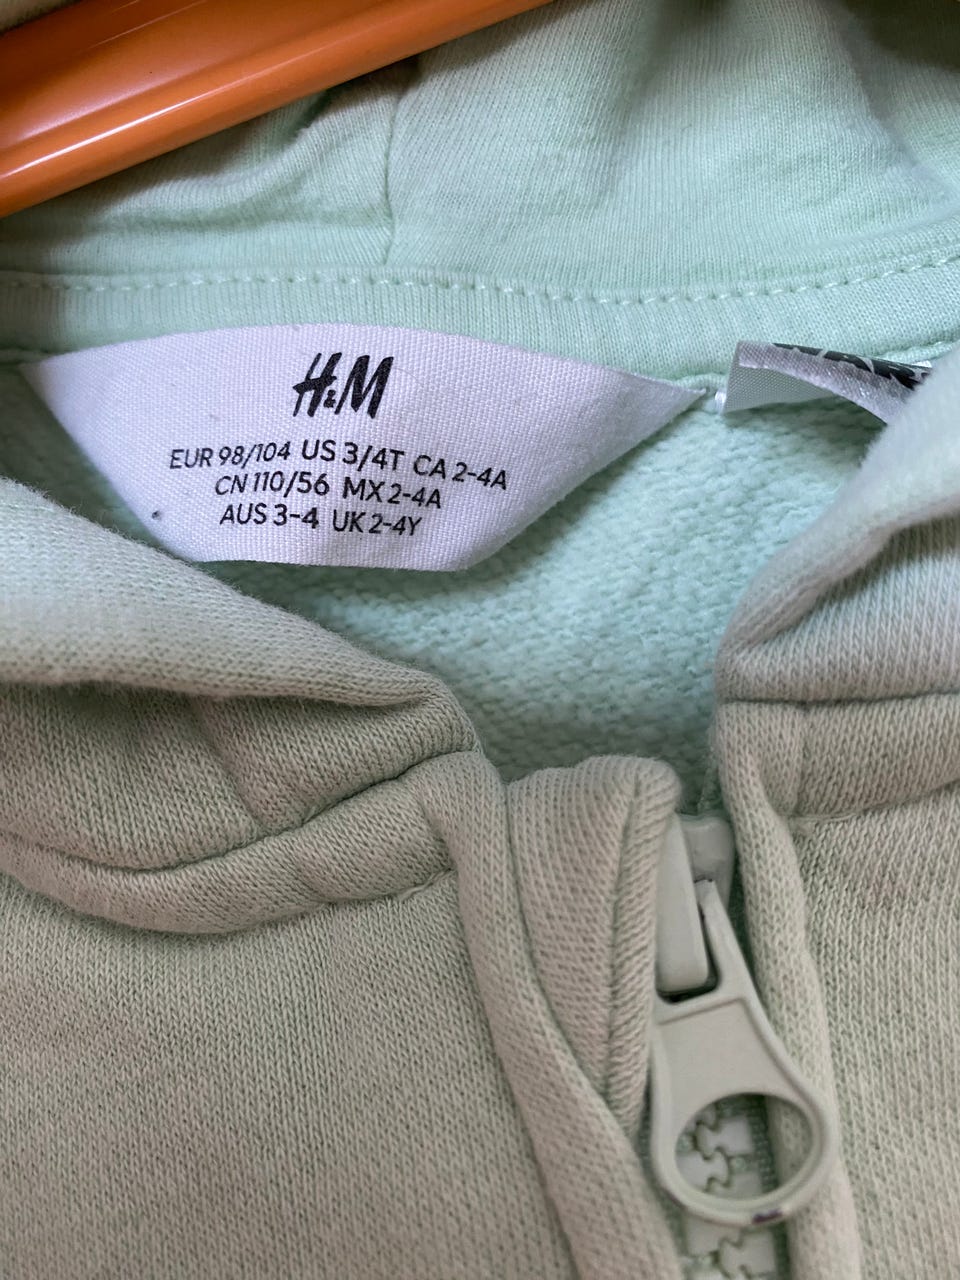 H&M
EUR 98/104 US 3/4T CA 2-4A
CN 110/56 MX 2-4A
AUS 3-4 UK 2-4Y